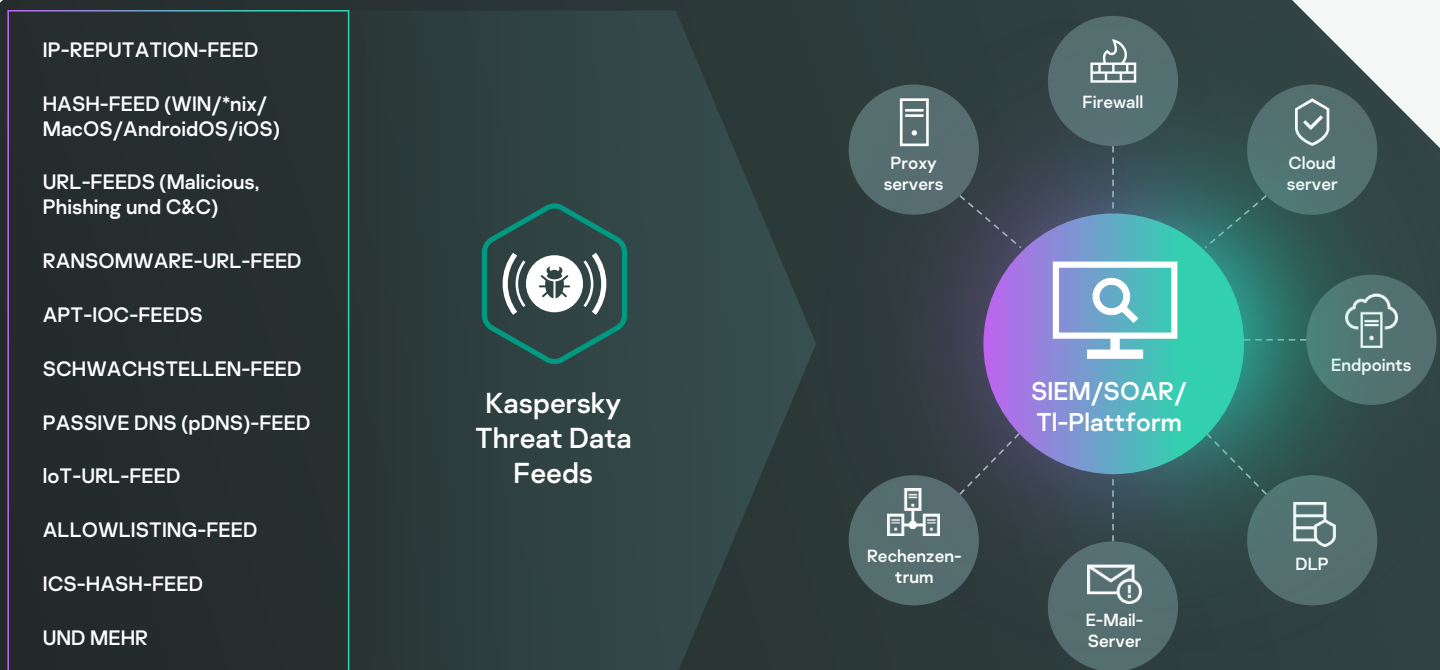 IP-REPUTATION-FEED
HASH-FEED (WIN/*nix/
MacOS/AndroidOS/iOS)
URL-FEEDS (Malicious,
Phishing und C&C)
RANSOMWARE-URL-FEED
APT-IOC-FEEDS
SCHWACHSTELLEN-FEED
PASSIVE DNS (pDNS)-FEED
IoT-URL-FEED
ALLOWLISTING-FEED
ICS-HASH-FEED
UND MEHR
Kaspersky
Threat Data
Feeds
Firewall
Proxy
servers
Cloud
server
SIEM/SOAR/
TI-Plattform
Endpoints
Rechenzen-
trum
E-Mail-
Server
DLP